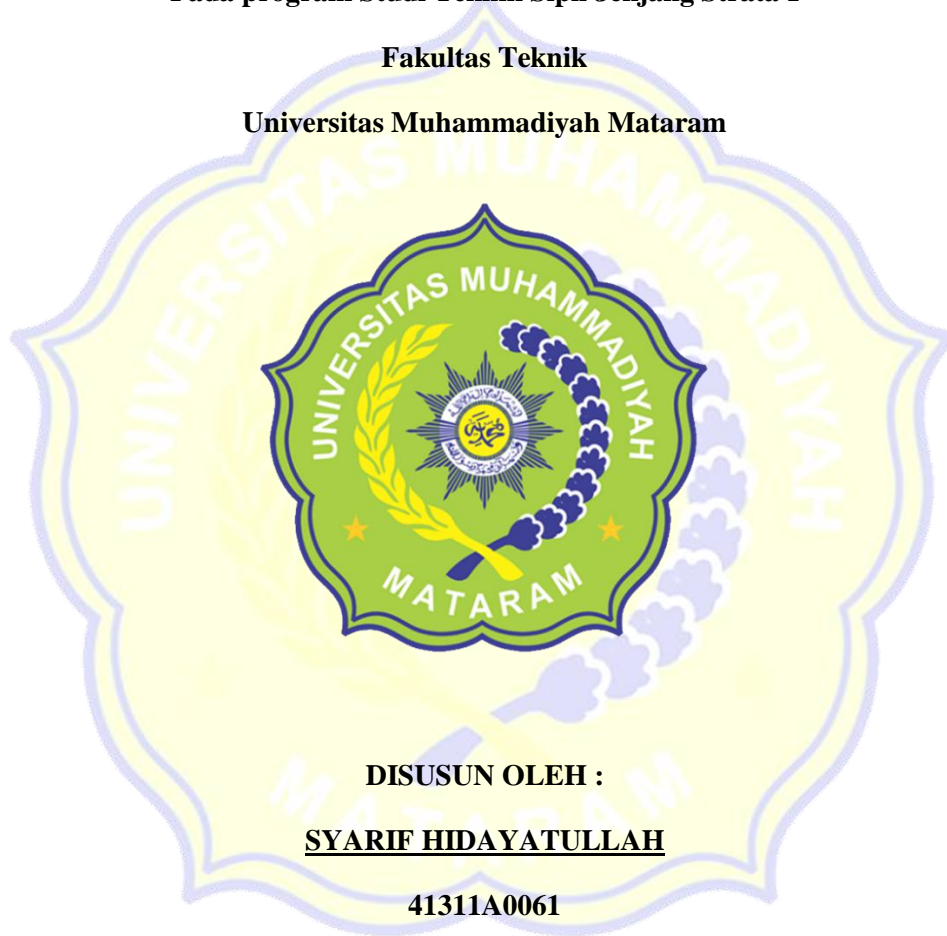 Fakultas Teknik
Universitas Muhammadiyah Mataram
UNIVERSITAS MUHAMMADIYAH
MATARAM
DISUSUN OLEH :
SYARIF HIDAYATULLAH
41311A0061